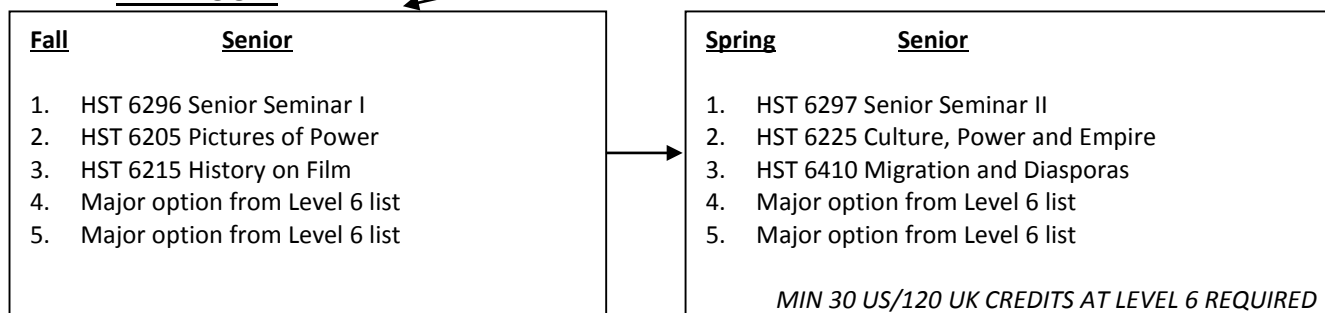 Fall Senior
1. HST 6296 Senior Seminar I
2. HST 6205 Pictures of Power
3. HST 6215 History on Film
4. Major option from Level 6 list
5. Major option from Level 6 list
Spring Senior
1. HST 6297 Senior Seminar II
2. HST 6225 Culture, Power and Empire
3. HST 6410 Migration and Diasporas
4. Major option from Level 6 list
5. Major option from Level 6 list
MIN 30 US/120 UK CREDITS AT LEVEL 6 REQUIRED